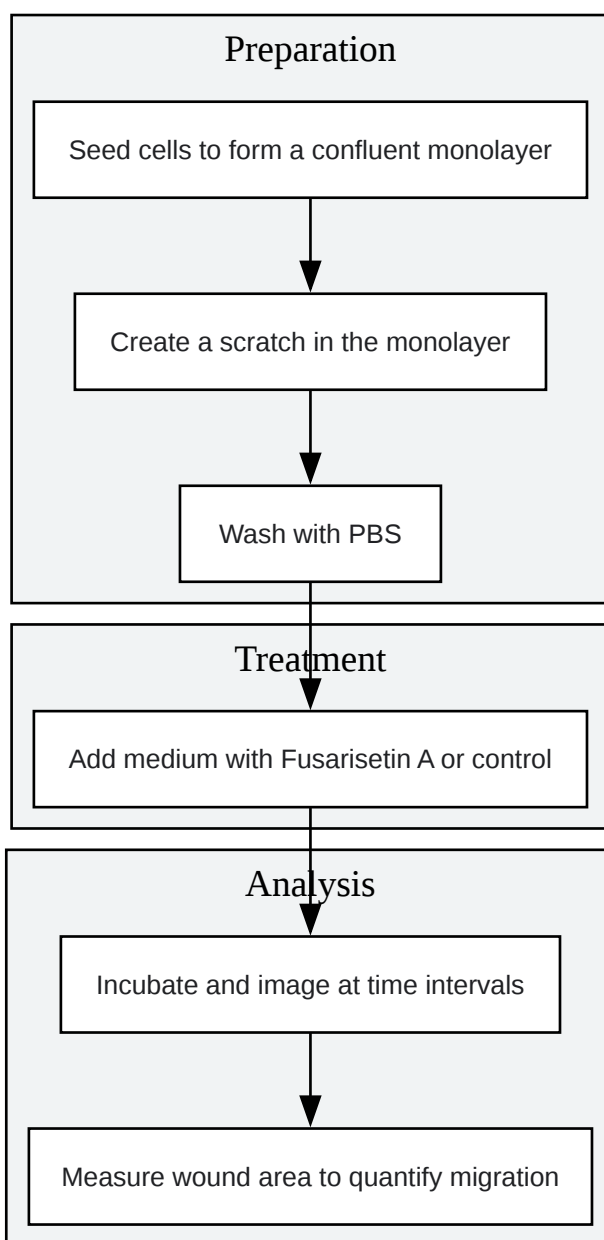 Preparation
Seed cells to form a confluent monolayer
Create a scratch in the monolayer
Wash with PBS
Treatment
Add medium with Fusarisetin A or control
Analysis
Incubate and image at time intervals
Measure wound area to quantify migration